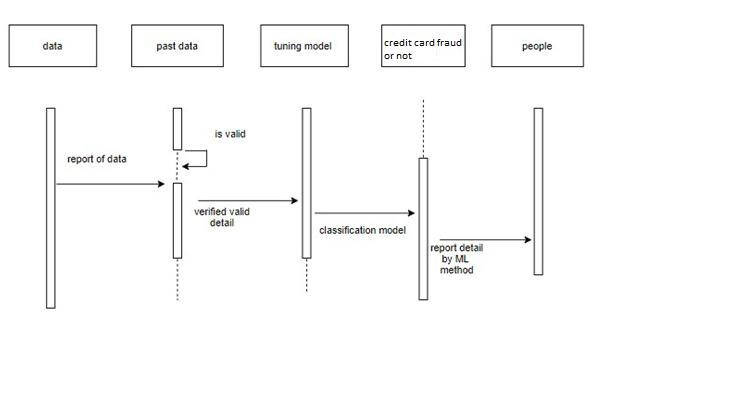 data
past data
tuning model
credit card fraud
or not
people
is valid
report of data
verified valid
detail
classification model
report detail
by ML
method